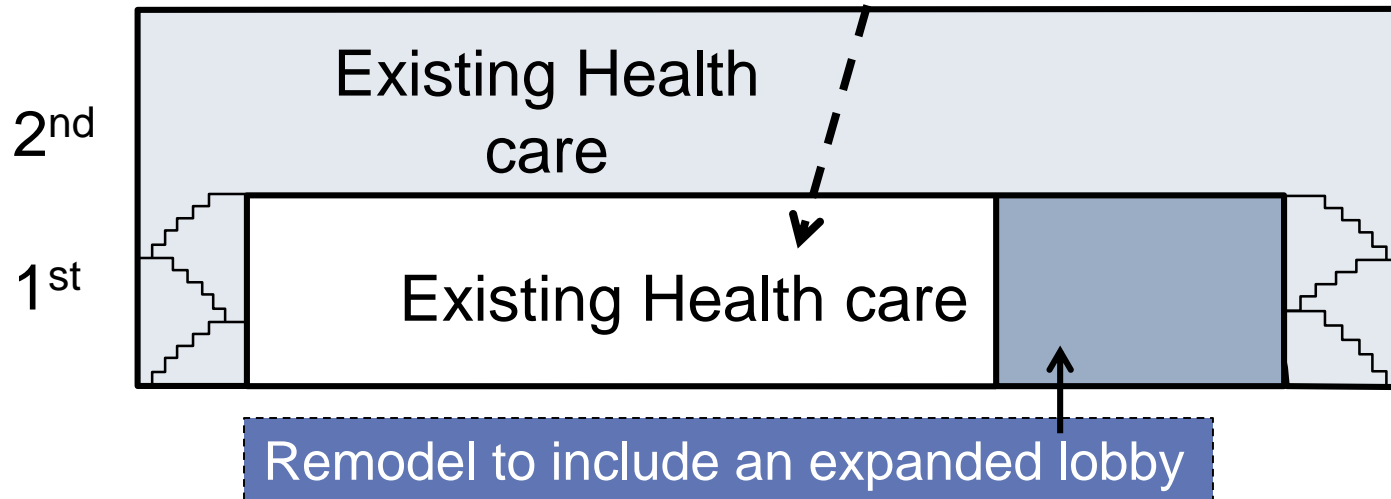 Existing Health
care
2nd
1st
Existing Health care
Remodel to include an expanded lobby